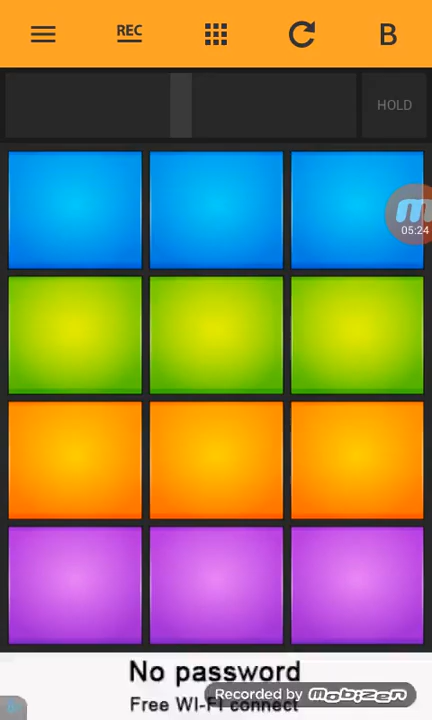 REC
B
HOLD
05:24
No password
Free WI-FI connect
Recorded by mobizen